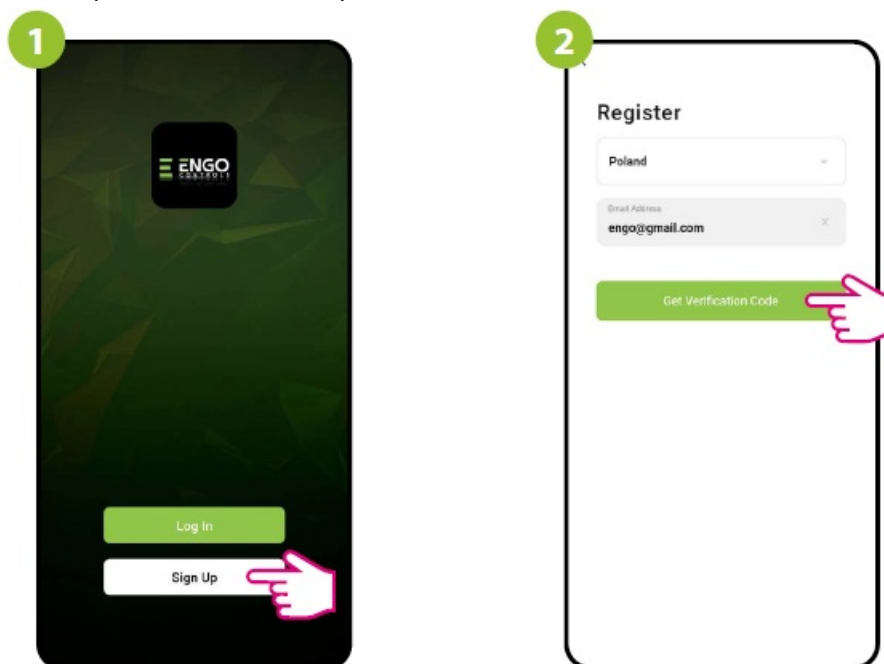 1
ENGO
CONTROLS
Log In
Sign Up
2
Register
Poland
Email Address
engo@gmail.com
Get Verification Code